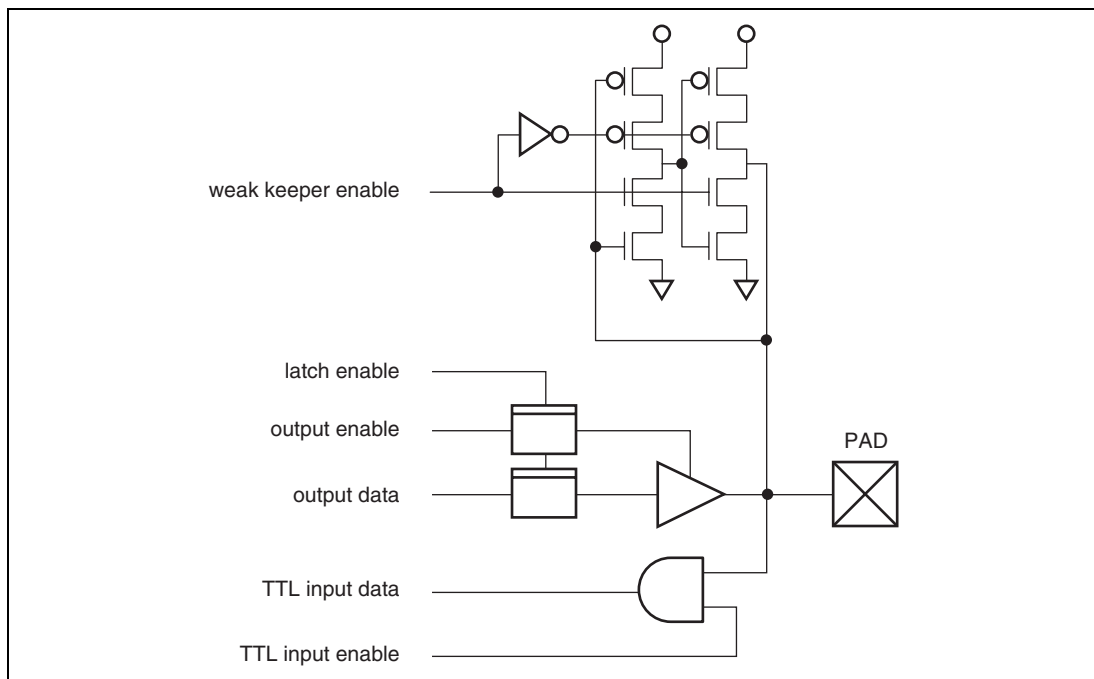 weak keeper enable
latch enable
output enable
PAD
output data
TTL input data
TTL input enable